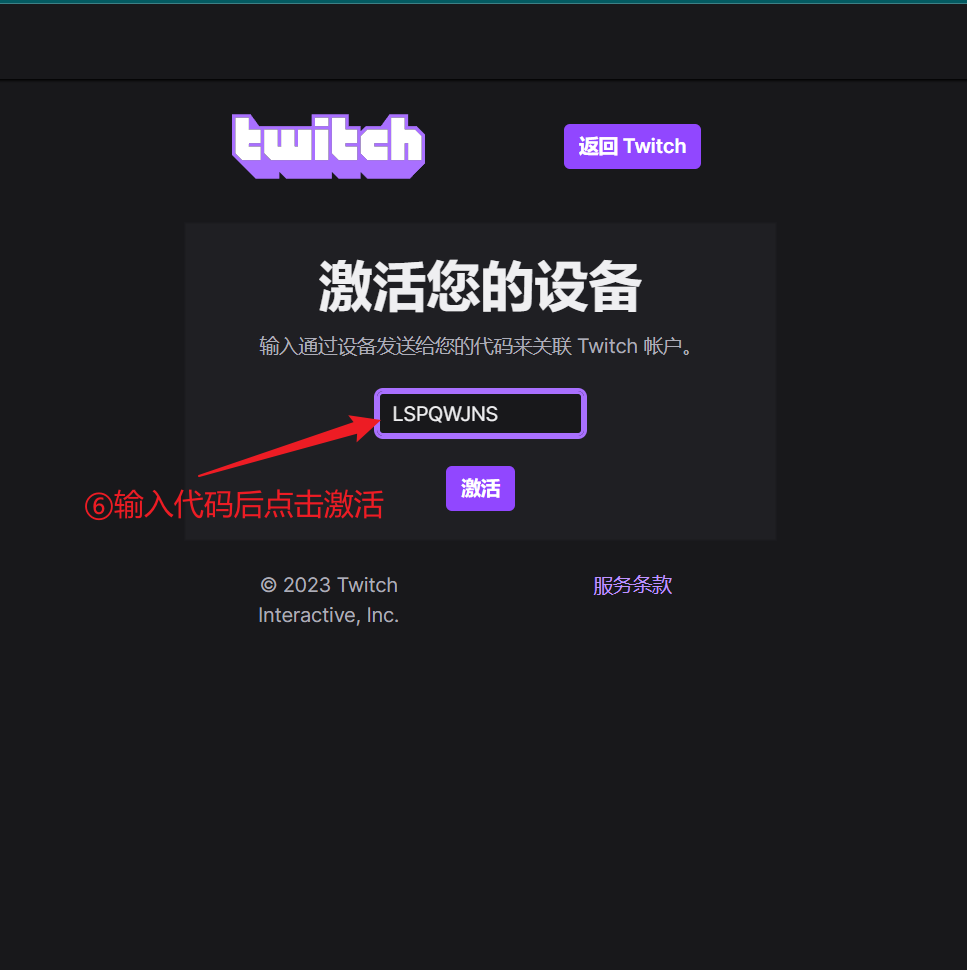 twitch
返回 Twitch
激活您的设备
输入通过设备发送给您的代码来关联 Twitch 帐户。
LSPQWJNS
激活
⑥输入代码后点击激活
© 2023 Twitch
Interactive, Inc.
服务条款